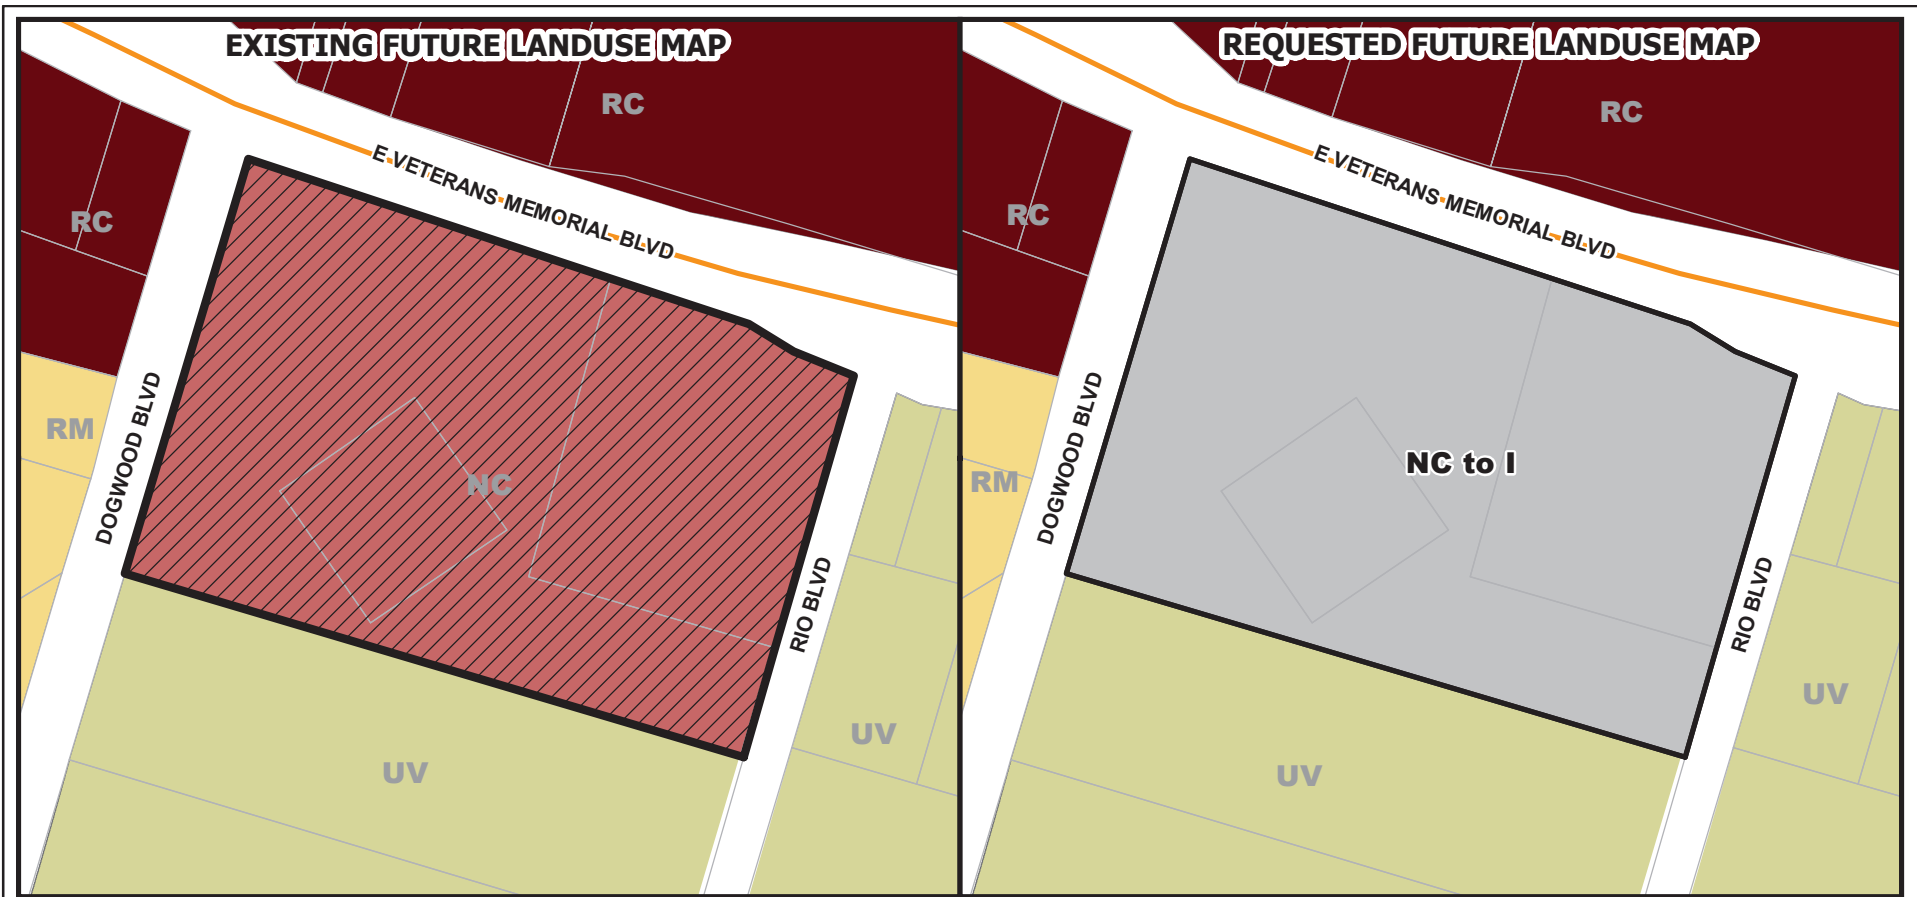 EXISTING FUTURE LANDUSE MAP
RC
E VETERANS MEMORIAL BLVD
RC
RM
DOGWOOD BLVD
NC
RIO BLVD
UV
UV
REQUESTED FUTURE LANDUSE MAP
RC
E VETERANS MEMORIAL BLVD
RC
RM
DOGWOOD BLVD
NC to I
RIO BLVD
UV
UV